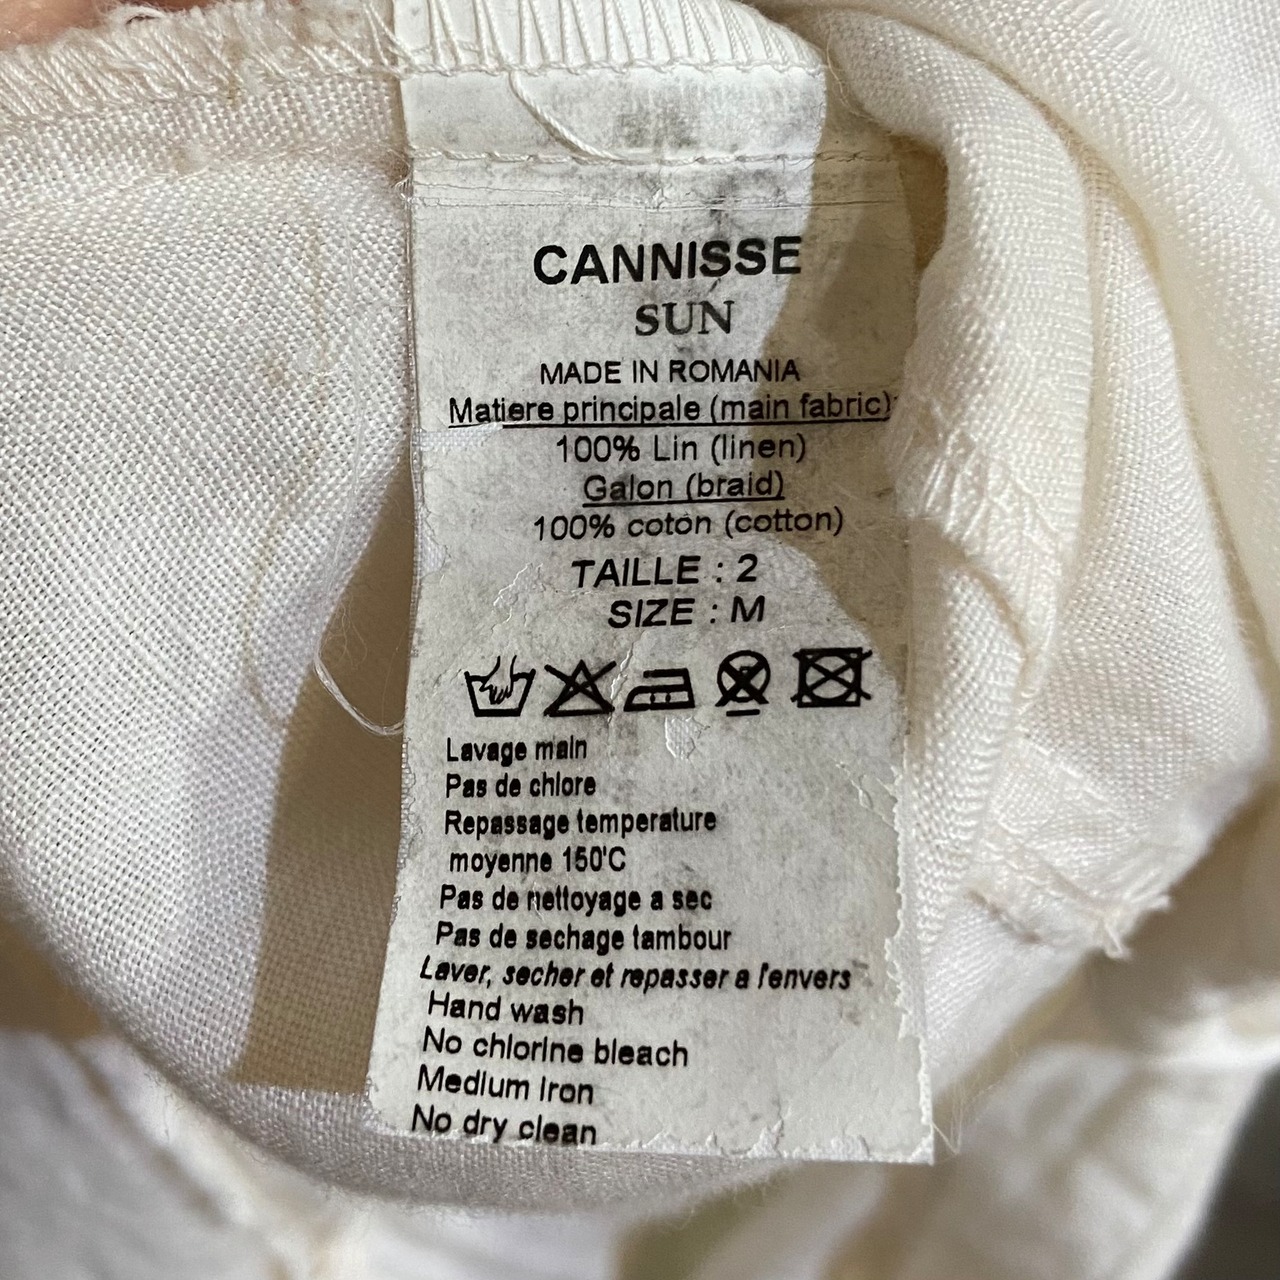 CANNISSE
SUN
MADE IN ROMANIA
Matiere principale (main fabric)
100% Lin (linen)
Galon (braid)
100% coton (cotton)
TAILLE : 2
SIZE : M
Lavage main
Pas de chlore
Repassage temperature
moyenne 150'C
Pas de nettoyage a sec
Pas de sechage tambour
Laver, secher et repasser a l'envers
Hand wash
No chlorine bleach
Medium Iron
No dry clean